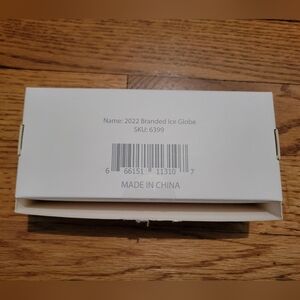 Name: 2022 Branded Ice Globe
SKU: 6399
6 66151 11310 7
MADE IN CHINA